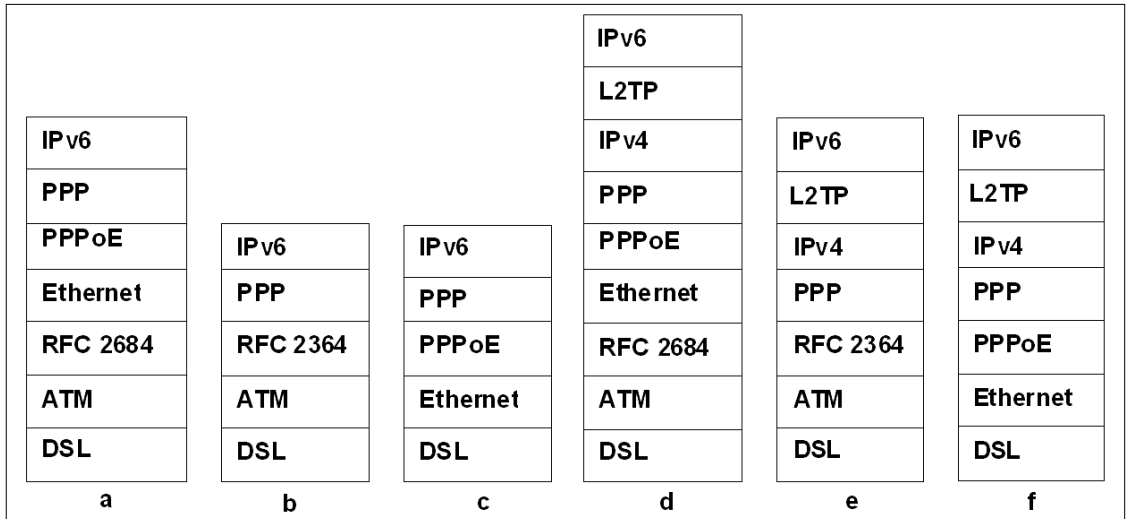 IPv6
PPP
PPPoE
Ethernet
RFC 2684
ATM
DSL
a
IPv6
PPP
RFC 2364
ATM
DSL
b
IPv6
PPP
PPPoE
Ethernet
DSL
c
IPv6
L2TP
IPv4
PPP
PPPoE
Ethernet
RFC 2684
ATM
DSL
d
IPv6
L2TP
IPv4
PPP
RFC 2364
ATM
DSL
e
IPv6
L2TP
IPv4
PPP
PPPoE
Ethernet
DSL
f